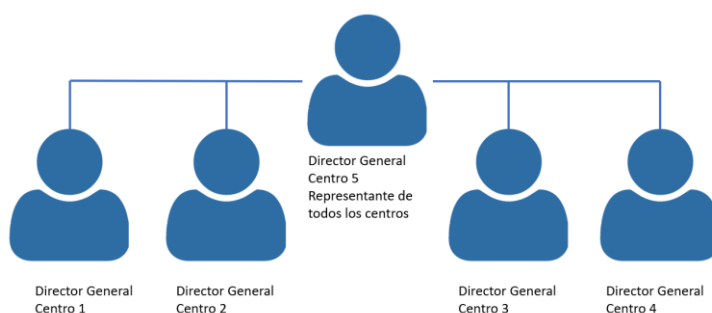 Director General
Centro 5
Representante de
todos los centros
Director General
Centro 1
Director General
Centro 2
Director General
Centro 3
Director General
Centro 4